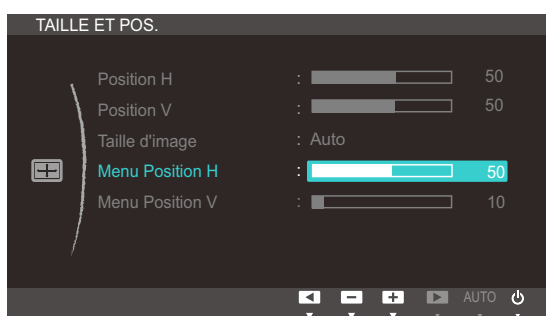 TAILLE ET POS.
Position H : 50
Position V : 50
Taille d'image : Auto
Menu Position H : 50
Menu Position V : 10
AUTO